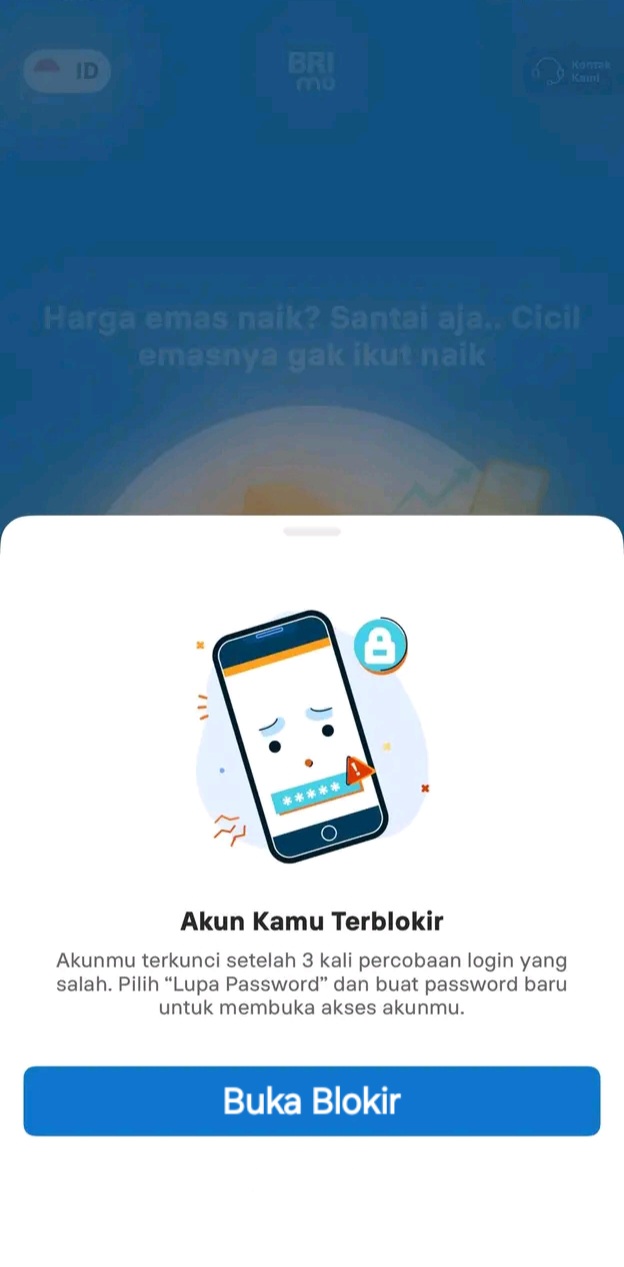 ID
BRI
mo
Kontak
Kami
Harga emas naik? Santai aja.. Cicil
emasnya gak ikut naik
*****
!
Akun Kamu Terblokir
Akunmu terkunci setelah 3 kali percobaan login yang
salah. Pilih “Lupa Password” dan buat password baru
untuk membuka akses akunmu.
Buka Blokir